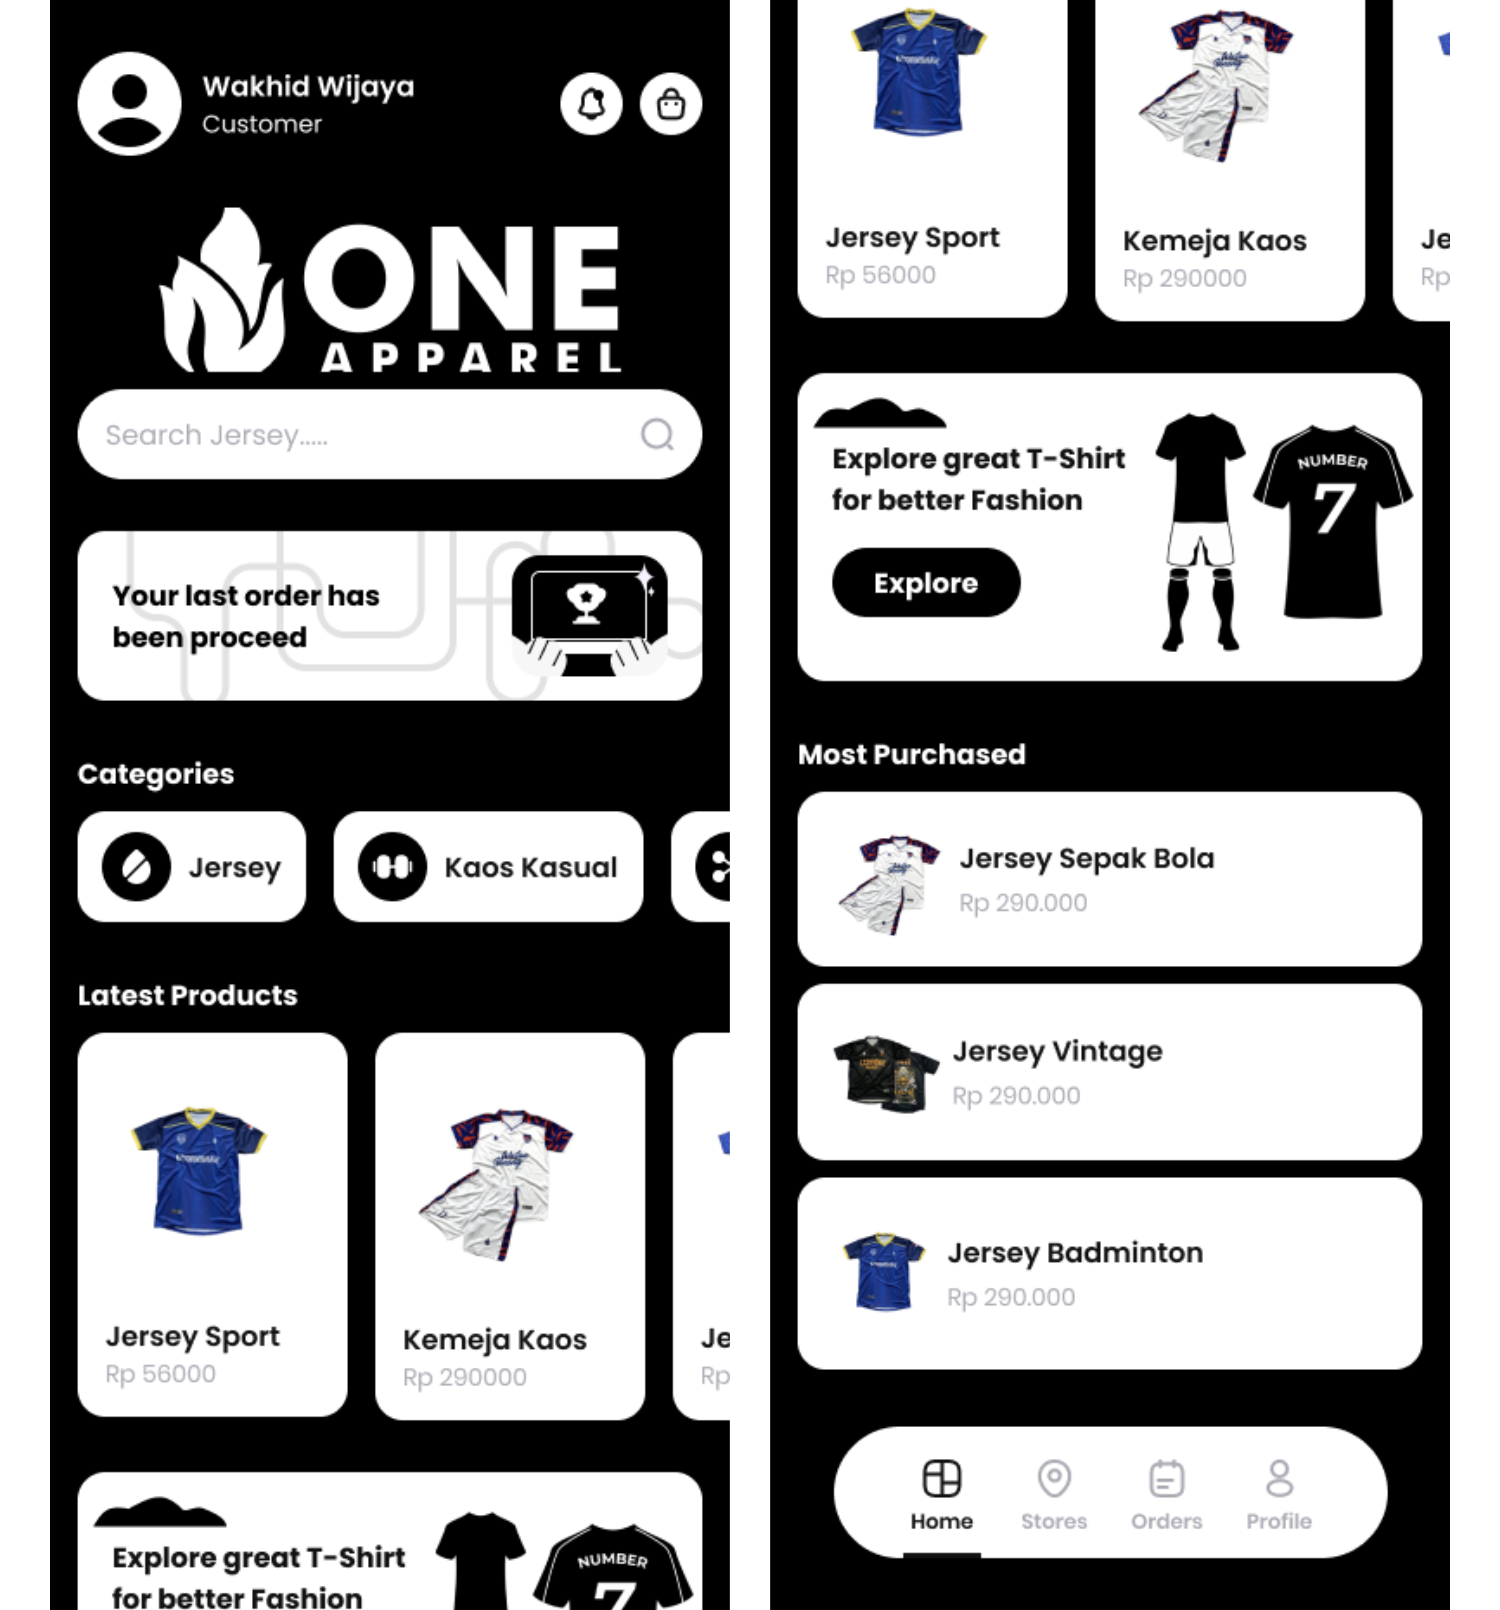 Wakhid Wijaya
Customer
ONE
APPAREL
Search Jersey.....
Your last order has
been proceed
Categories
Jersey
Kaos Kasual
Latest Products
Jersey Sport
Rp 56000
Kemeja Kaos
Rp 290000
Je
Rp
Explore great T-Shirt
for better Fashion
NUMBER
7
Jersey Sport
Rp 56000
Kemeja Kaos
Rp 290000
Je
Rp
Explore great T-Shirt
for better Fashion
Explore
NUMBER
7
Most Purchased
Jersey Sepak Bola
Rp 290.000
Jersey Vintage
Rp 290.000
Jersey Badminton
Rp 290.000
Home
Stores
Orders
Profile